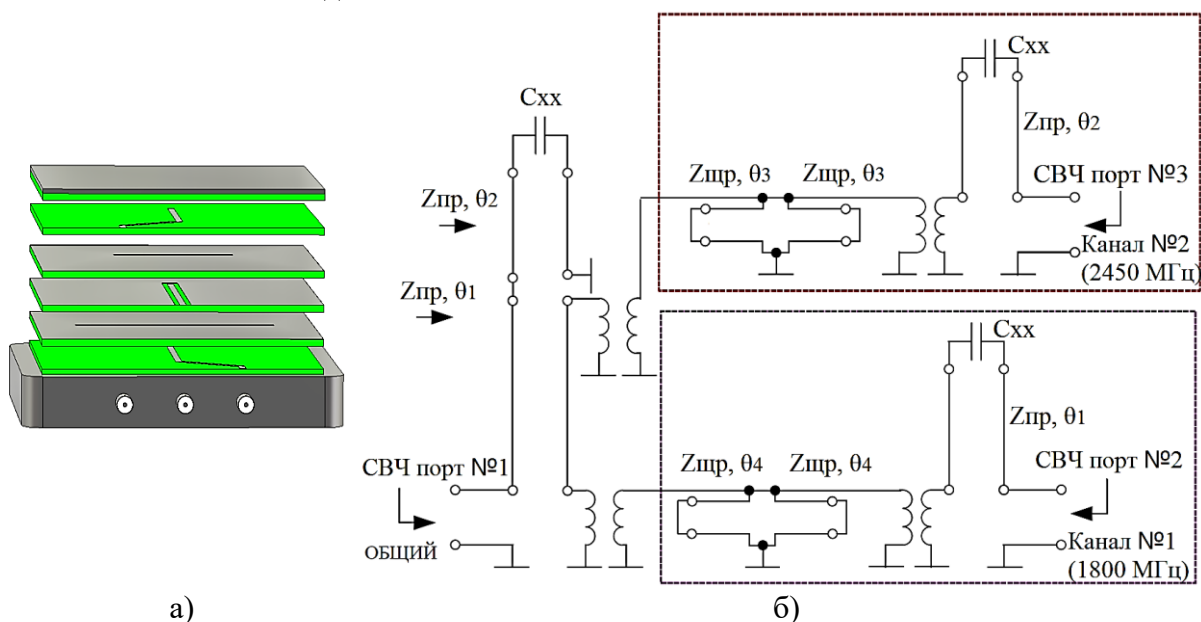 Cxx
Cxx
Zпр, θ2
Zщр, θ3
Zщр, θ3
СВЧ порт №3
Zпр, θ2
Канал №2
(2450 МГц)
Zпр, θ1
Cxx
Zпр, θ1
СВЧ порт №1
Zщр, θ4
Zщр, θ4
СВЧ порт №2
ОБЩИЙ
Канал №1
(1800 МГц)
а)
б)